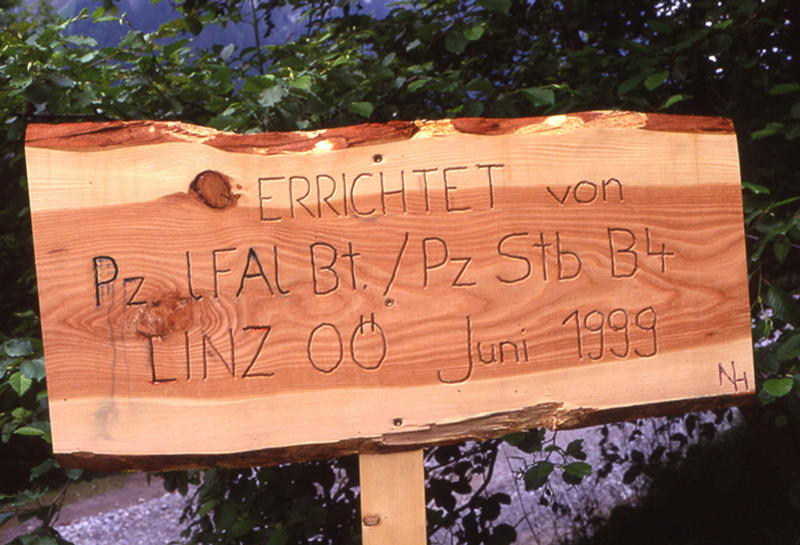 ERRICHTET von
Pz. lFAl Bt. / Pz Stb B4
LINZ OÖ Juni 1999
NH